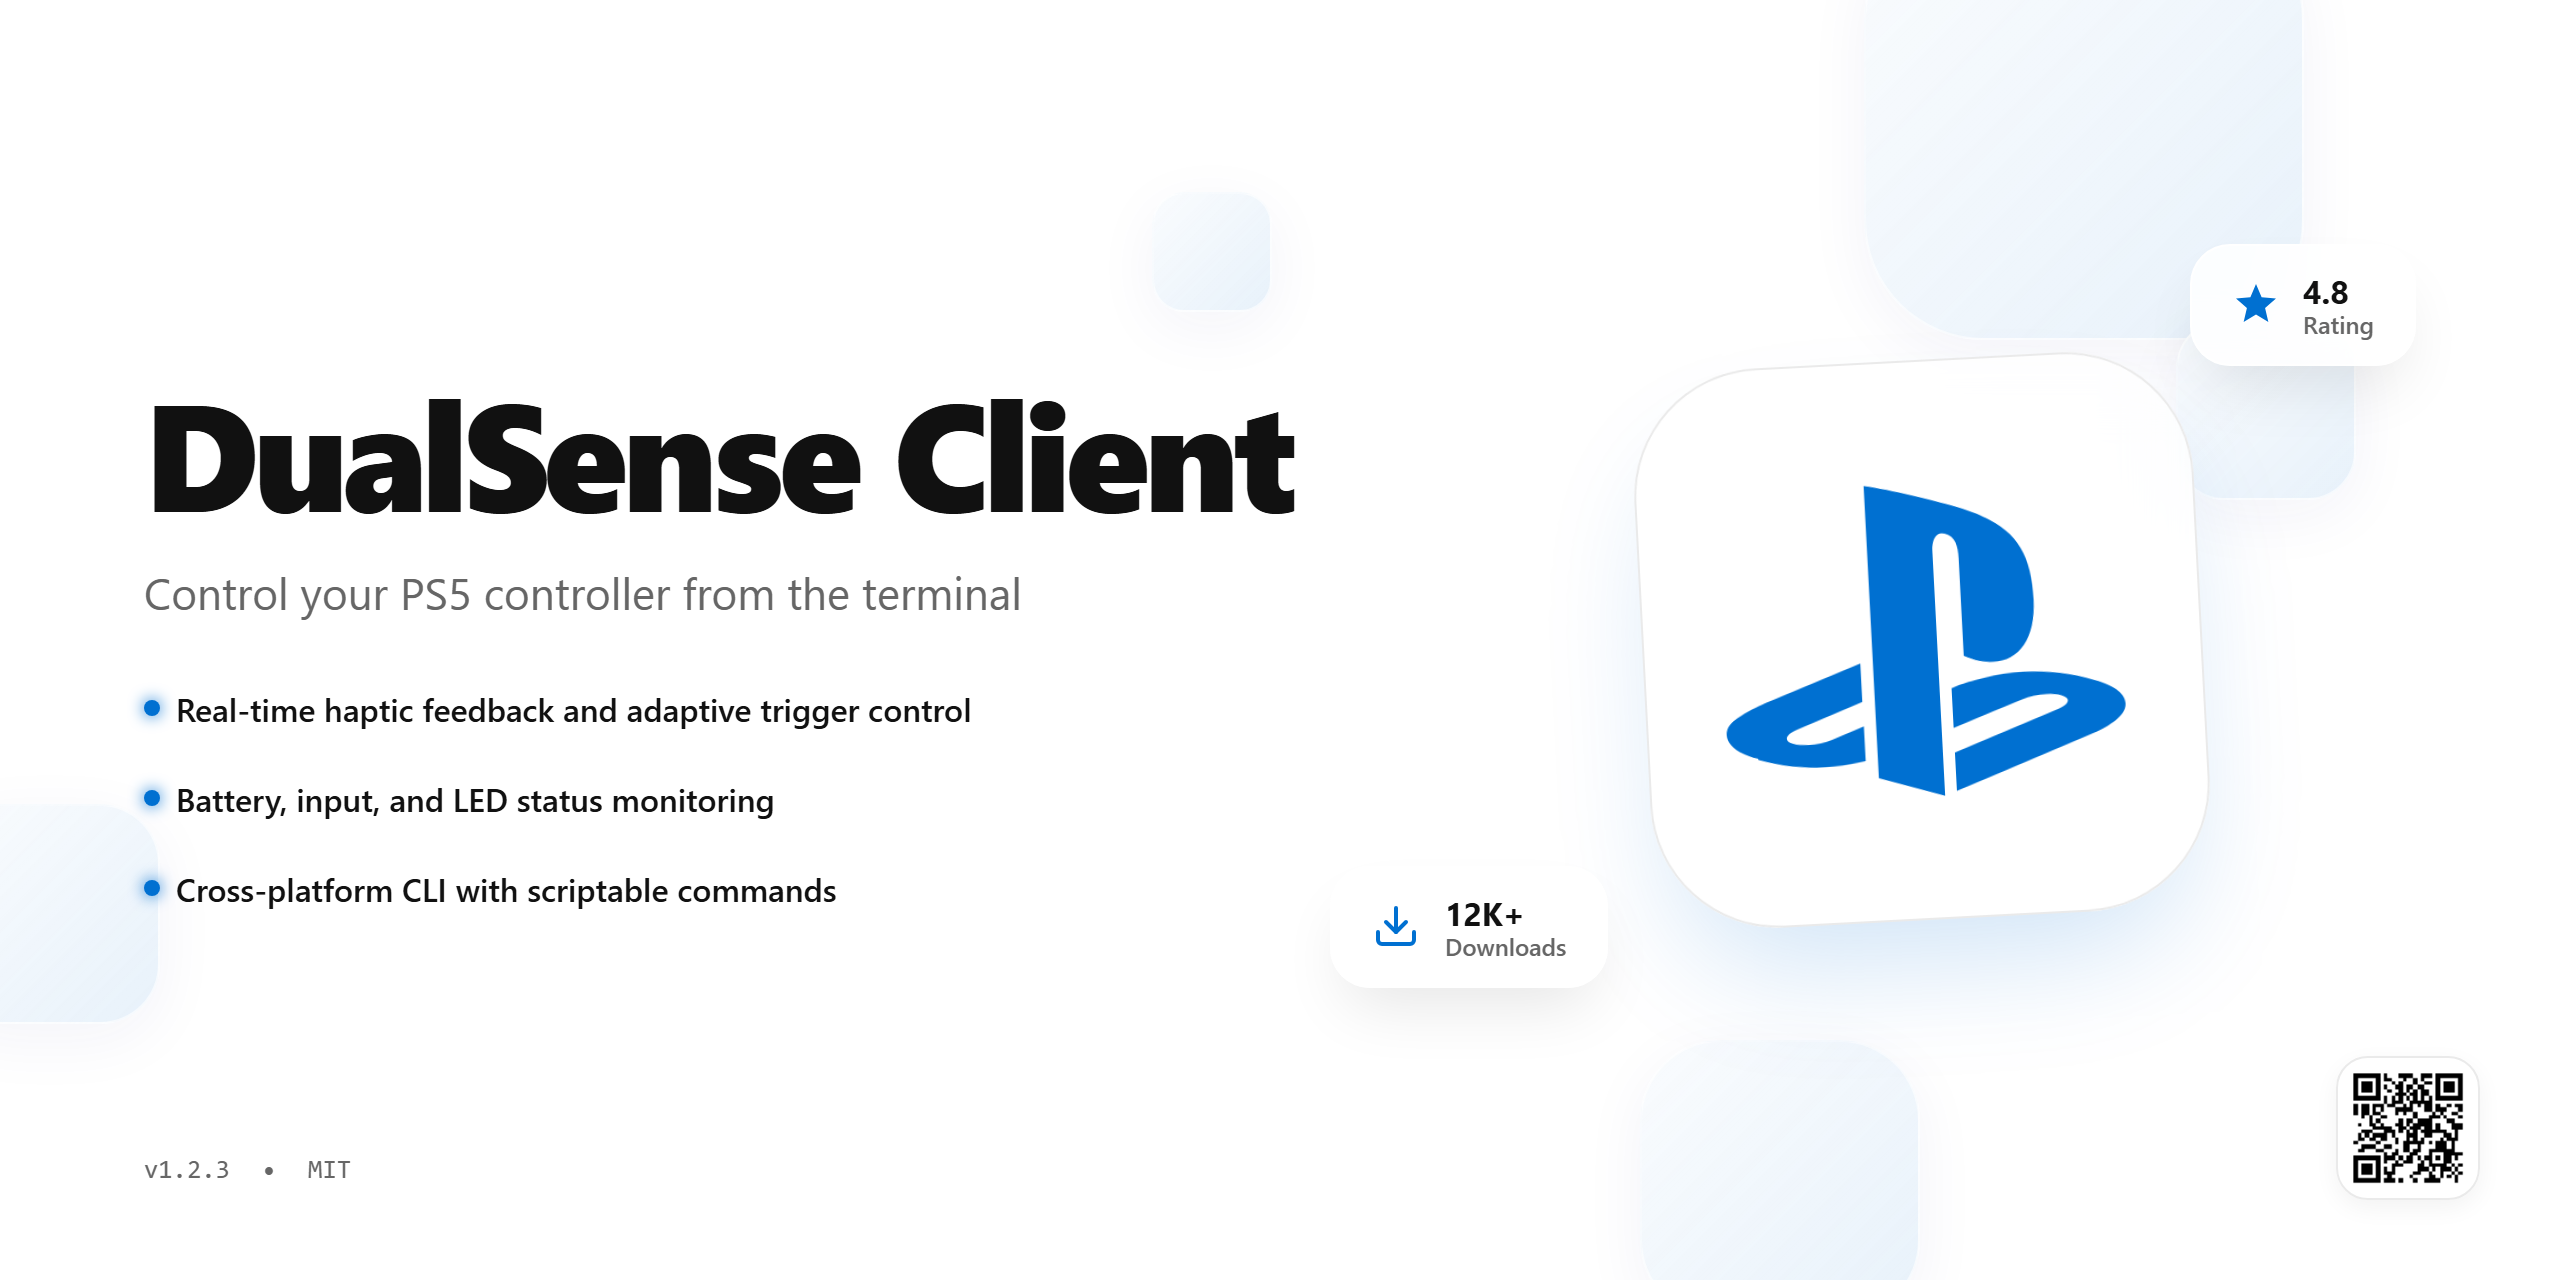 DualSense Client
Control your PS5 controller from the terminal
Real-time haptic feedback and adaptive trigger control
Battery, input, and LED status monitoring
Cross-platform CLI with scriptable commands
4.8
Rating
12K+
Downloads
v1.2.3 • MIT